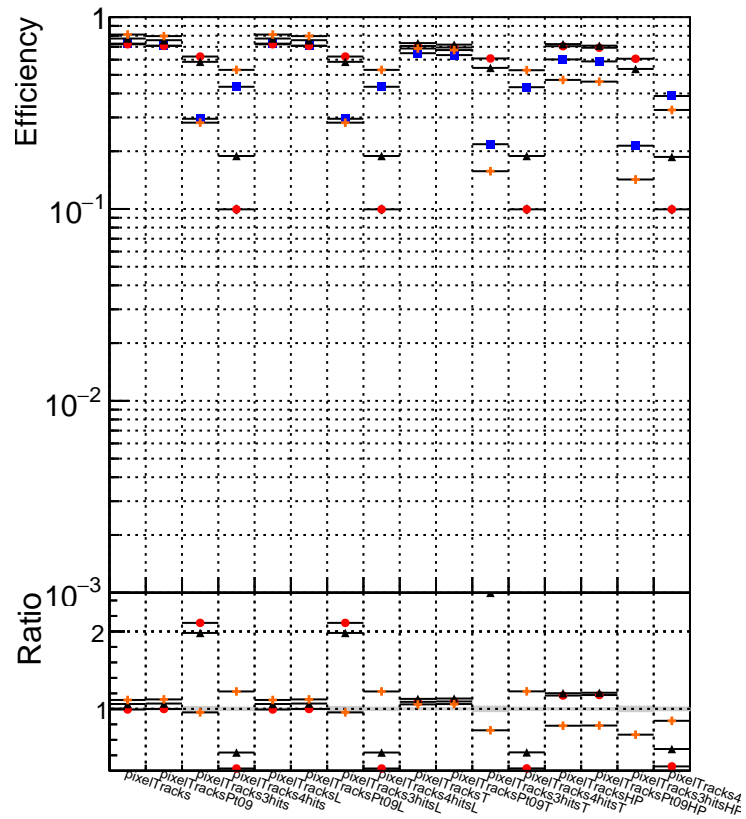 1
Efficiency
10⁻¹
10⁻²
10⁻³
Ratio
2
1
pixelTracks
pixelTracksPt09
pixelTracks3hits
pixelTracks4hits
pixelTracksL
pixelTracksPt09L
pixelTracks3hitsL
pixelTracks4hitsL
pixelTracksT
pixelTracksPt09T
pixelTracks3hitsT
pixelTracks4hitsT
pixelTracksHP
pixelTracksPt09HP
pixelTracks3hitsHP
pixelTracks4